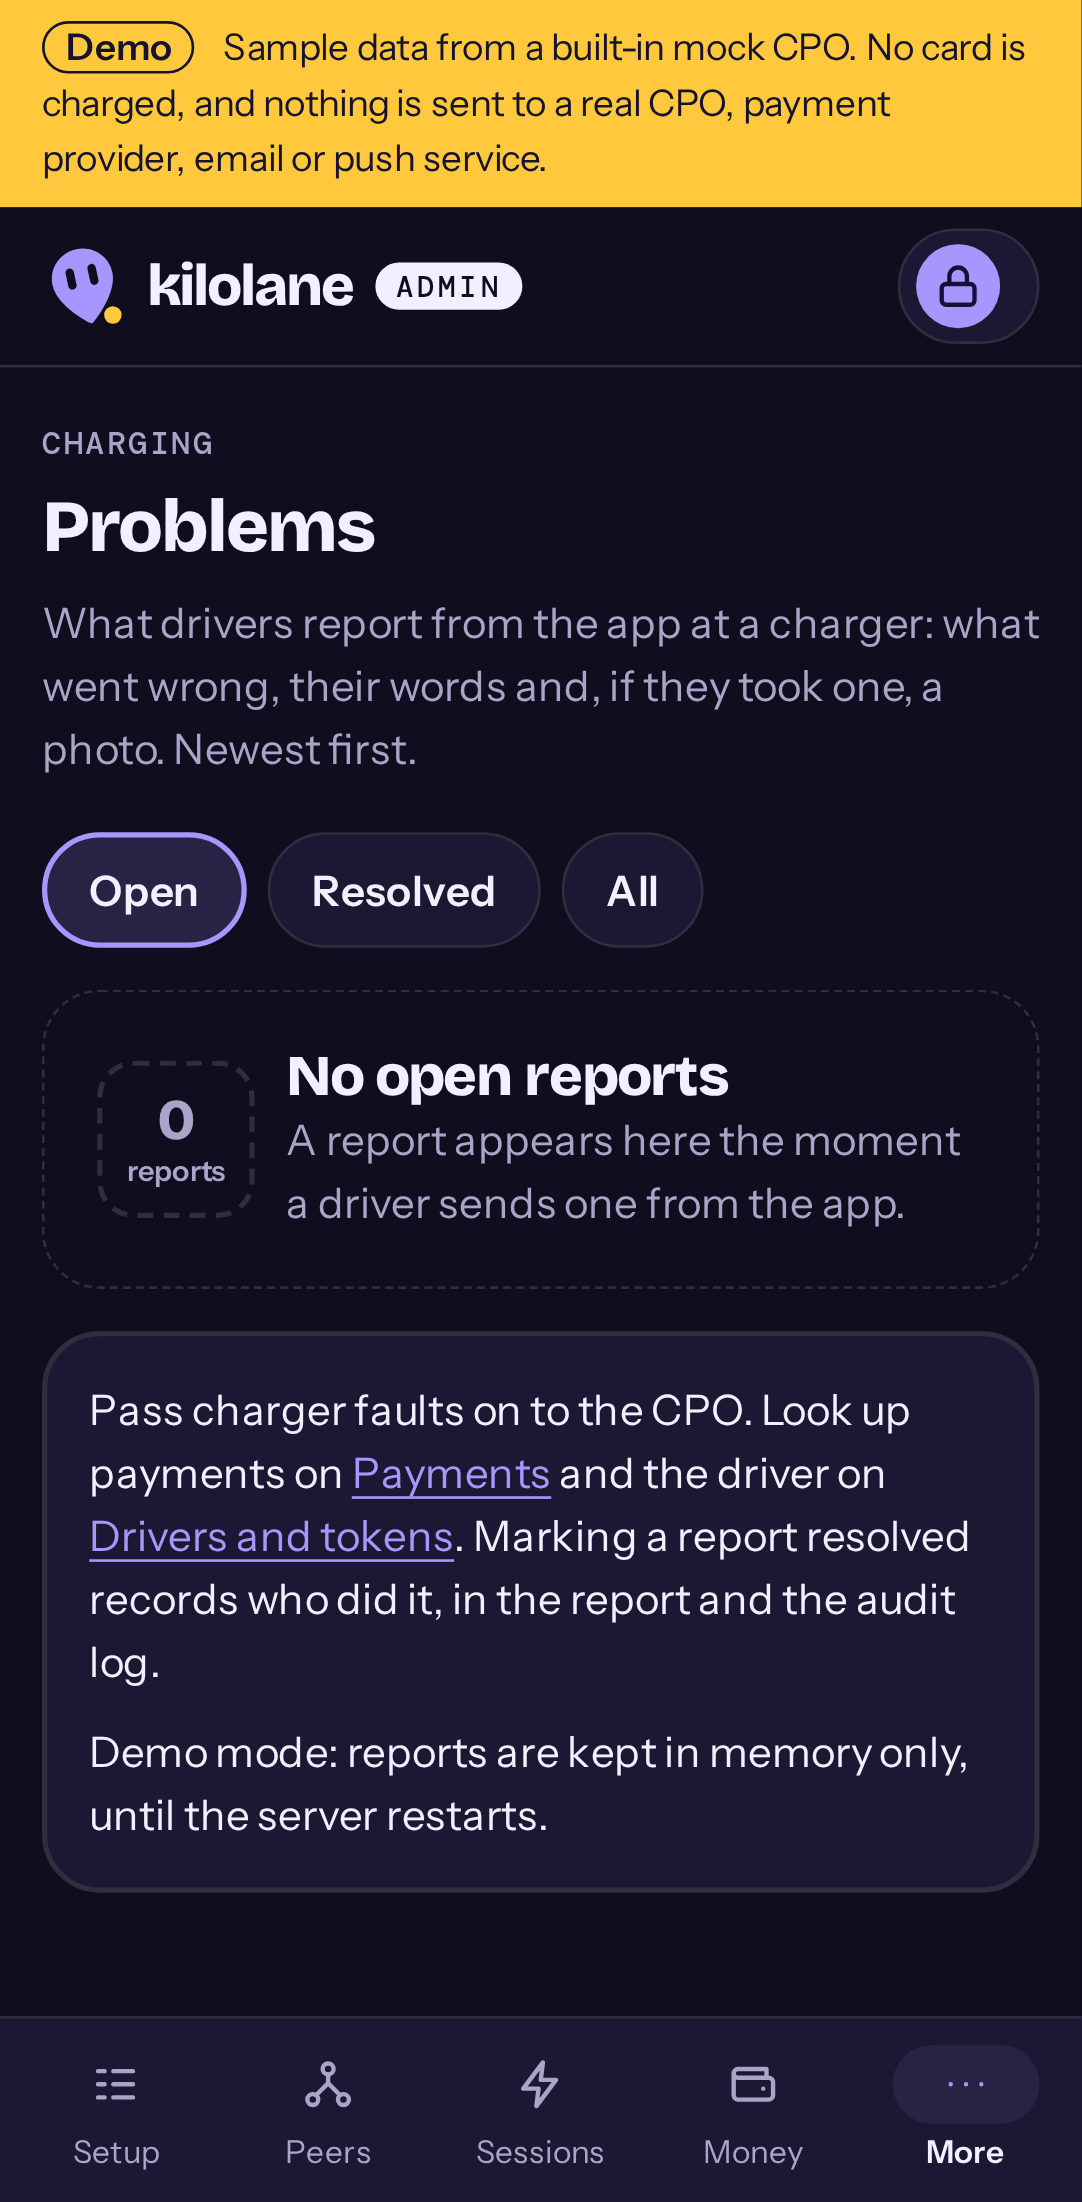 Demo Sample data from a built-in mock CPO. No card is
charged, and nothing is sent to a real CPO, payment
provider, email or push service.
kilolane ADMIN
CHARGING
Problems
What drivers report from the app at a charger: what
went wrong, their words and, if they took one, a
photo. Newest first.
Open Resolved All
0
reports
No open reports
A report appears here the moment
a driver sends one from the app.
Pass charger faults on to the CPO. Look up
payments on Payments and the driver on
Drivers and tokens. Marking a report resolved
records who did it, in the report and the audit
log.
Demo mode: reports are kept in memory only,
until the server restarts.
Setup Peers Sessions Money More